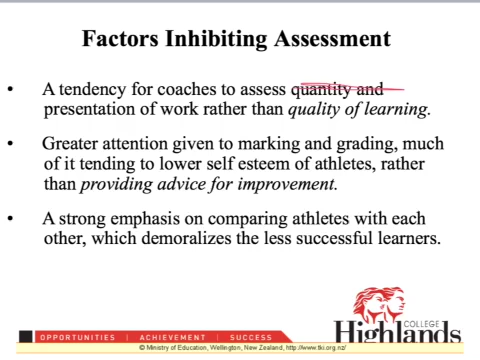 Factors Inhibiting Assessment
• A tendency for coaches to assess quantity and
presentation of work rather than quality of learning.
• Greater attention given to marking and grading, much
of it tending to lower self esteem of athletes, rather
than providing advice for improvement.
• A strong emphasis on comparing athletes with each
other, which demoralizes the less successful learners.
COLLEGE
Highlands
OPPORTUNITIES | ACHIEVEMENT | SUCCESS
© Ministry of Education, Wellington, New Zealand, http://www.tki.org.nz/